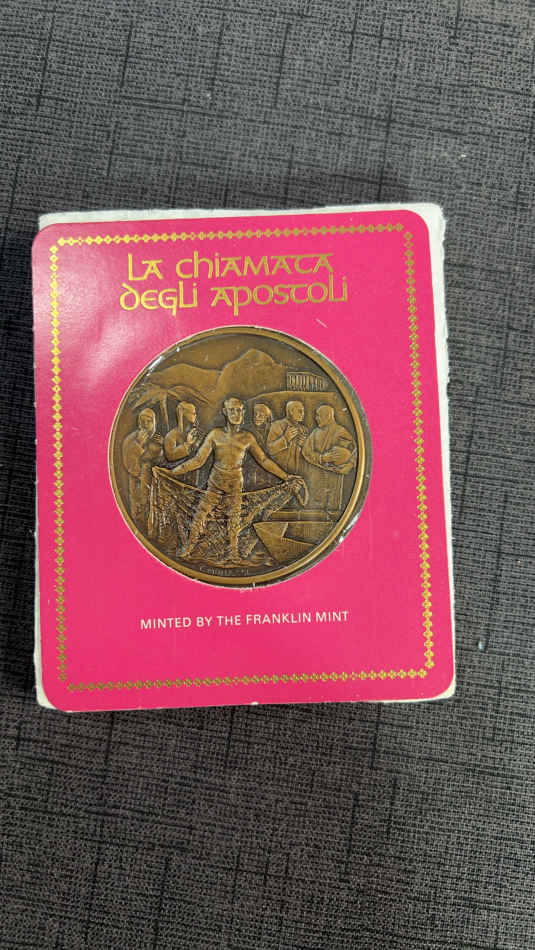 La chiamata
degli apostoli
MINTED BY THE FRANKLIN MINT